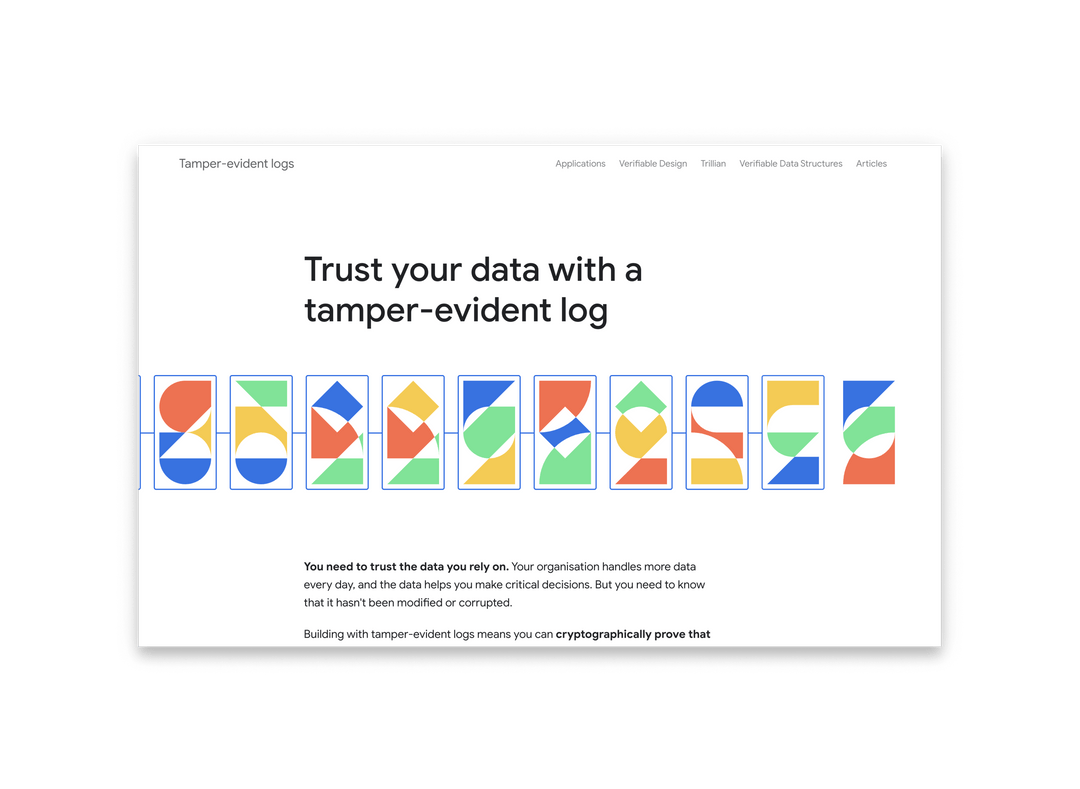 Tamper-evident logs
Applications Verifiable Design Trillian Verifiable Data Structures Articles
Trust your data with a
tamper-evident log
You need to trust the data you rely on. Your organisation handles more data
every day, and the data helps you make critical decisions. But you need to know
that it hasn't been modified or corrupted.
Building with tamper-evident logs means you can cryptographically prove that